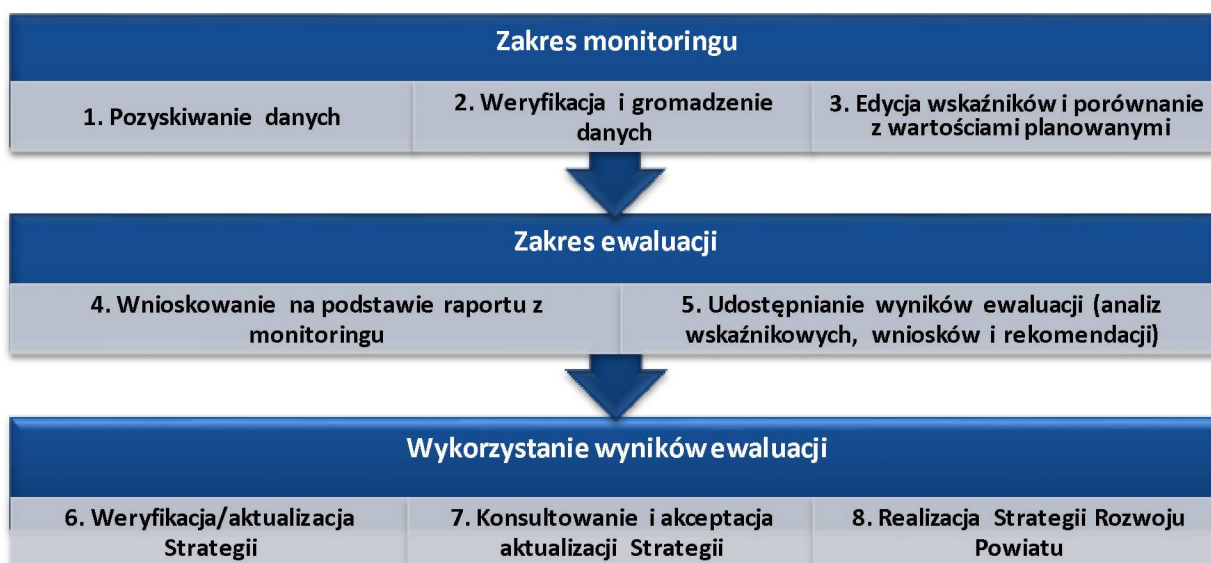 Zakres monitoringu
1. Pozyskiwanie danych
2. Weryfikacja i gromadzenie
danych
3. Edycja wskaźników i porównanie
z wartościami planowanymi
Zakres ewaluacji
4. Wnioskowanie na podstawie raportu z
monitoringu
5. Udostępnianie wyników ewaluacji (analiz
wskaźnikowych, wniosków i rekomendacji)
Wykorzystanie wyników ewaluacji
6. Weryfikacja/aktualizacja
Strategii
7. Konsultowanie i akceptacja
aktualizacji Strategii
8. Realizacja Strategii Rozwoju
Powiatu